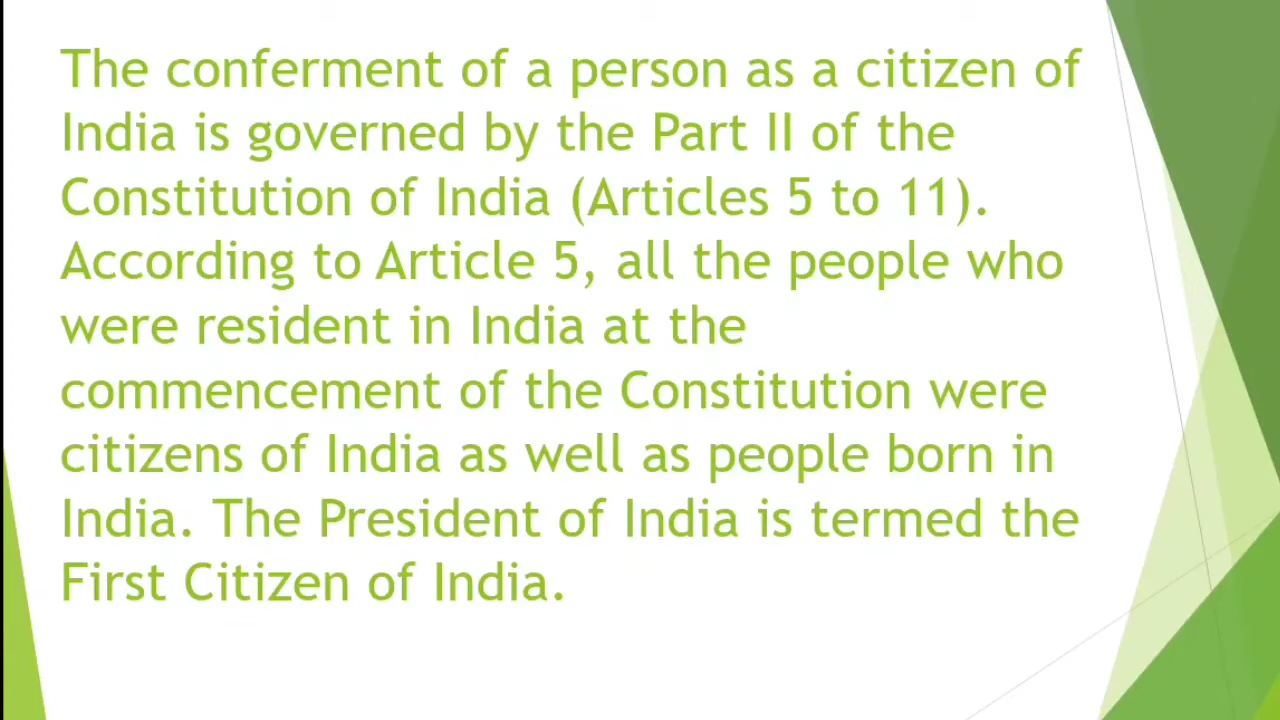 The conferment of a person as a citizen of
India is governed by the Part II of the
Constitution of India (Articles 5 to 11).
According to Article 5, all the people who
were resident in India at the
commencement of the Constitution were
citizens of India as well as people born in
India. The President of India is termed the
First Citizen of India.